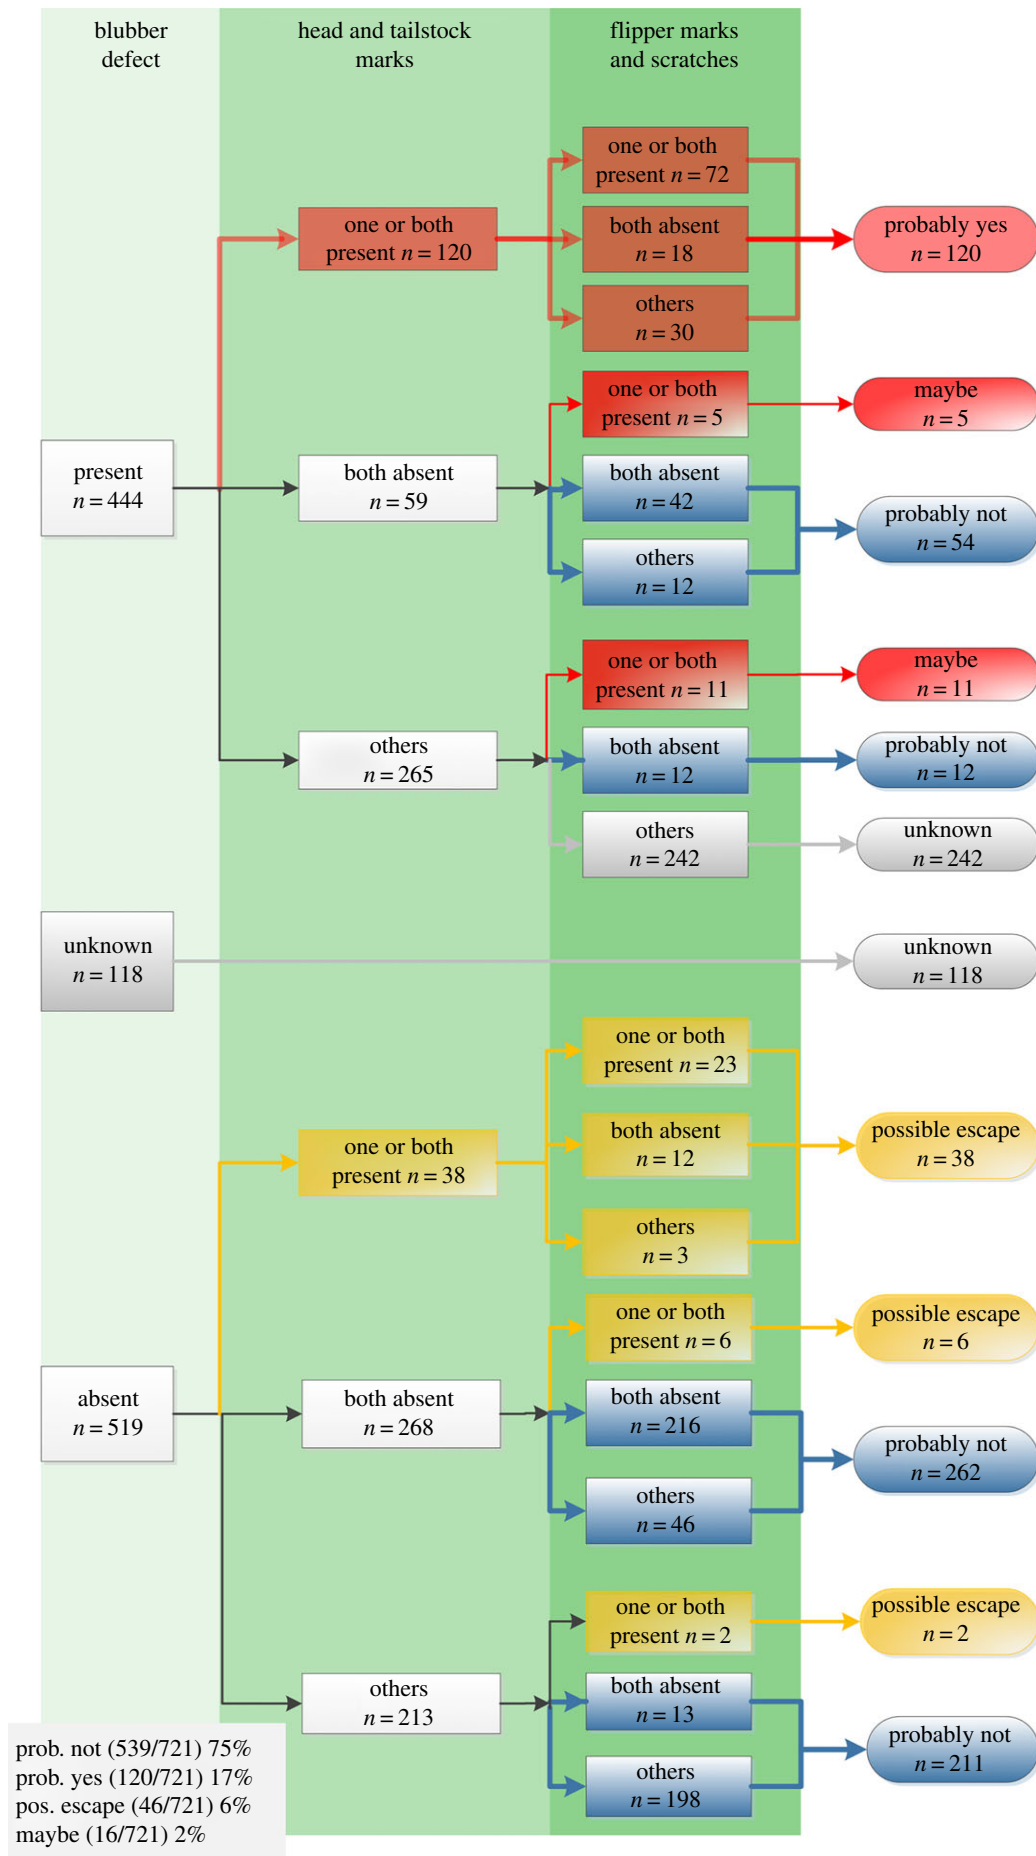 blubber
defect
head and tailstock
marks
flipper marks
and scratches
one or both
present n = 72
one or both
present n = 120
both absent
n = 18
probably yes
n = 120
others
n = 30
one or both
present n = 5
maybe
n = 5
present
n = 444
both absent
n = 59
both absent
n = 42
probably not
n = 54
others
n = 12
one or both
present n = 11
maybe
n = 11
others
n = 265
both absent
n = 12
probably not
n = 12
others
n = 242
unknown
n = 242
unknown
n = 118
unknown
n = 118
one or both
present n = 23
one or both
present n = 38
both absent
n = 12
possible escape
n = 38
others
n = 3
one or both
present n = 6
possible escape
n = 6
absent
n = 519
both absent
n = 268
both absent
n = 216
probably not
n = 262
others
n = 46
one or both
present n = 2
possible escape
n = 2
others
n = 213
both absent
n = 13
probably not
n = 211
others
n = 198
prob. not (539/721) 75%
prob. yes (120/721) 17%
pos. escape (46/721) 6%
maybe (16/721) 2%